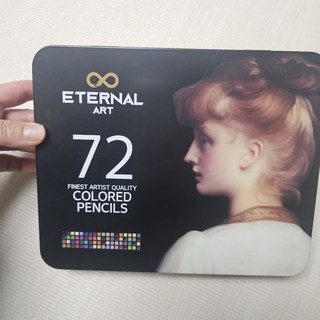 ETERNAL
ART
72
FINEST ARTIST QUALITY
COLORED
PENCILS